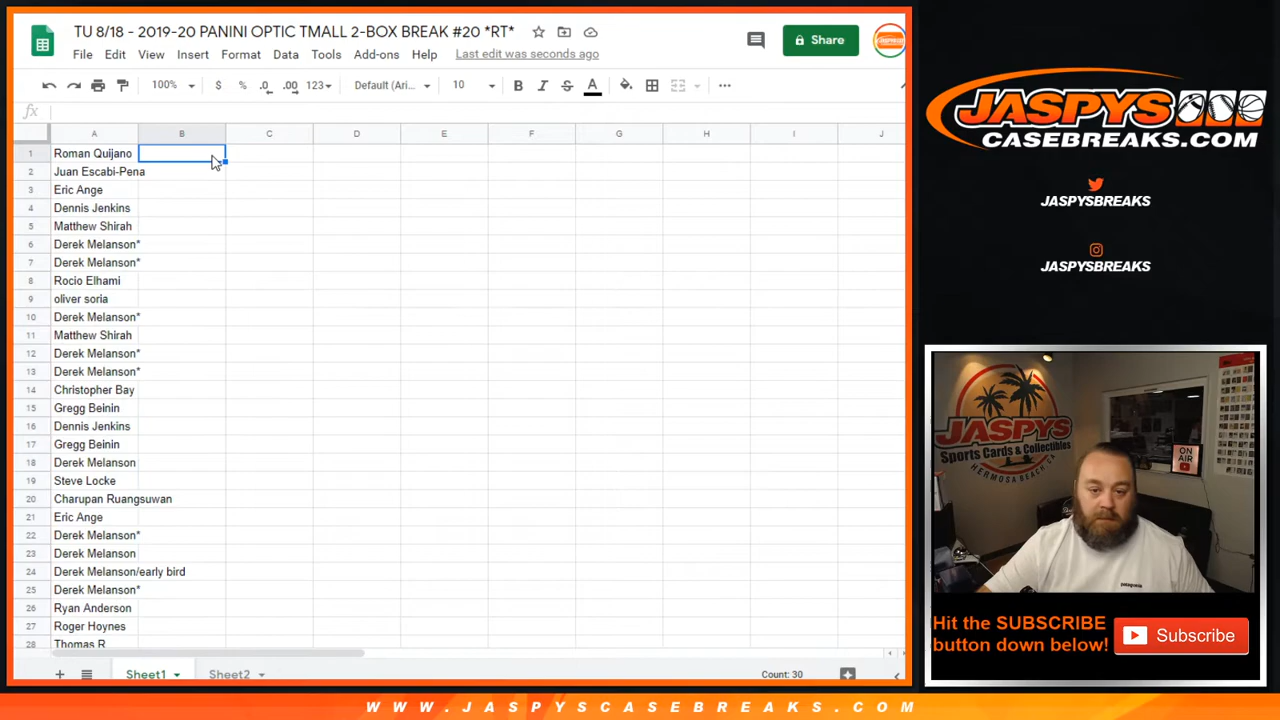 TU 8/18 - 2019-20 PANINI OPTIC TMALL 2-BOX BREAK #20 *RT*
File Edit View Insert Format Data Tools Add-ons Help Last edit was seconds ago
Share
100% $ % .0 .00 123 Default (Ari... 10 B I S A
fx
A B C D E F G H I J
1 Roman Quijano
2 Juan Escabi-Pena
3 Eric Ange
4 Dennis Jenkins
5 Matthew Shirah
6 Derek Melanson*
7 Derek Melanson*
8 Rocio Elhami
9 oliver soria
10 Derek Melanson*
11 Matthew Shirah
12 Derek Melanson*
13 Derek Melanson*
14 Christopher Bay
15 Gregg Beinin
16 Dennis Jenkins
17 Gregg Beinin
18 Derek Melanson
19 Steve Locke
20 Charupan Ruangsuwan
21 Eric Ange
22 Derek Melanson*
23 Derek Melanson
24 Derek Melanson/early bird
25 Derek Melanson*
26 Ryan Anderson
27 Roger Hoynes
28 Thomas R
Sheet1 Sheet2 Count: 30
JASPYS
CASEBREAKS.COM
JASPYSBREAKS
JASPYSBREAKS
JASPYS
Sports Cards & Collectibles
HERMOSA BEACH, CA
ON AIR
patagonia
Hit the SUBSCRIBE
button down below!
Subscribe
WWW.JASPYSCASEBREAKS.COM